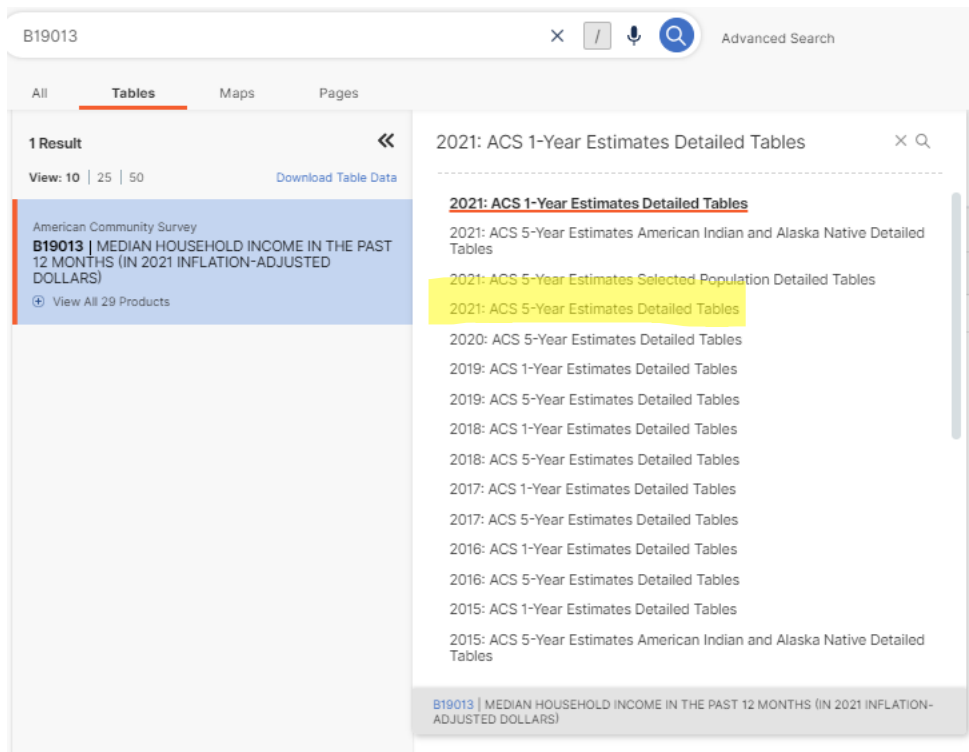 B19013
/
Advanced Search
All Tables Maps Pages
1 Result
View: 10 | 25 | 50 Download Table Data
American Community Survey
B19013 | MEDIAN HOUSEHOLD INCOME IN THE PAST
12 MONTHS (IN 2021 INFLATION-ADJUSTED
DOLLARS)
View All 29 Products
2021: ACS 1-Year Estimates Detailed Tables
2021: ACS 1-Year Estimates Detailed Tables
2021: ACS 5-Year Estimates American Indian and Alaska Native Detailed
Tables
2021: ACS 5-Year Estimates Selected Population Detailed Tables
2021: ACS 5-Year Estimates Detailed Tables
2020: ACS 5-Year Estimates Detailed Tables
2019: ACS 1-Year Estimates Detailed Tables
2019: ACS 5-Year Estimates Detailed Tables
2018: ACS 1-Year Estimates Detailed Tables
2018: ACS 5-Year Estimates Detailed Tables
2017: ACS 1-Year Estimates Detailed Tables
2017: ACS 5-Year Estimates Detailed Tables
2016: ACS 1-Year Estimates Detailed Tables
2016: ACS 5-Year Estimates Detailed Tables
2015: ACS 1-Year Estimates Detailed Tables
2015: ACS 5-Year Estimates American Indian and Alaska Native Detailed
Tables
B19013 | MEDIAN HOUSEHOLD INCOME IN THE PAST 12 MONTHS (IN 2021 INFLATION-
ADJUSTED DOLLARS)